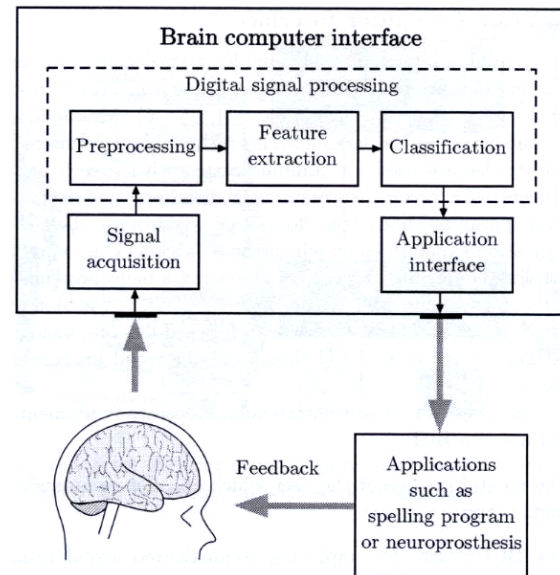 Brain computer interface
Digital signal processing
Preprocessing
Feature
extraction
Classification
Signal
acquisition
Application
interface
Feedback
Applications
such as
spelling program
or neuroprosthesis